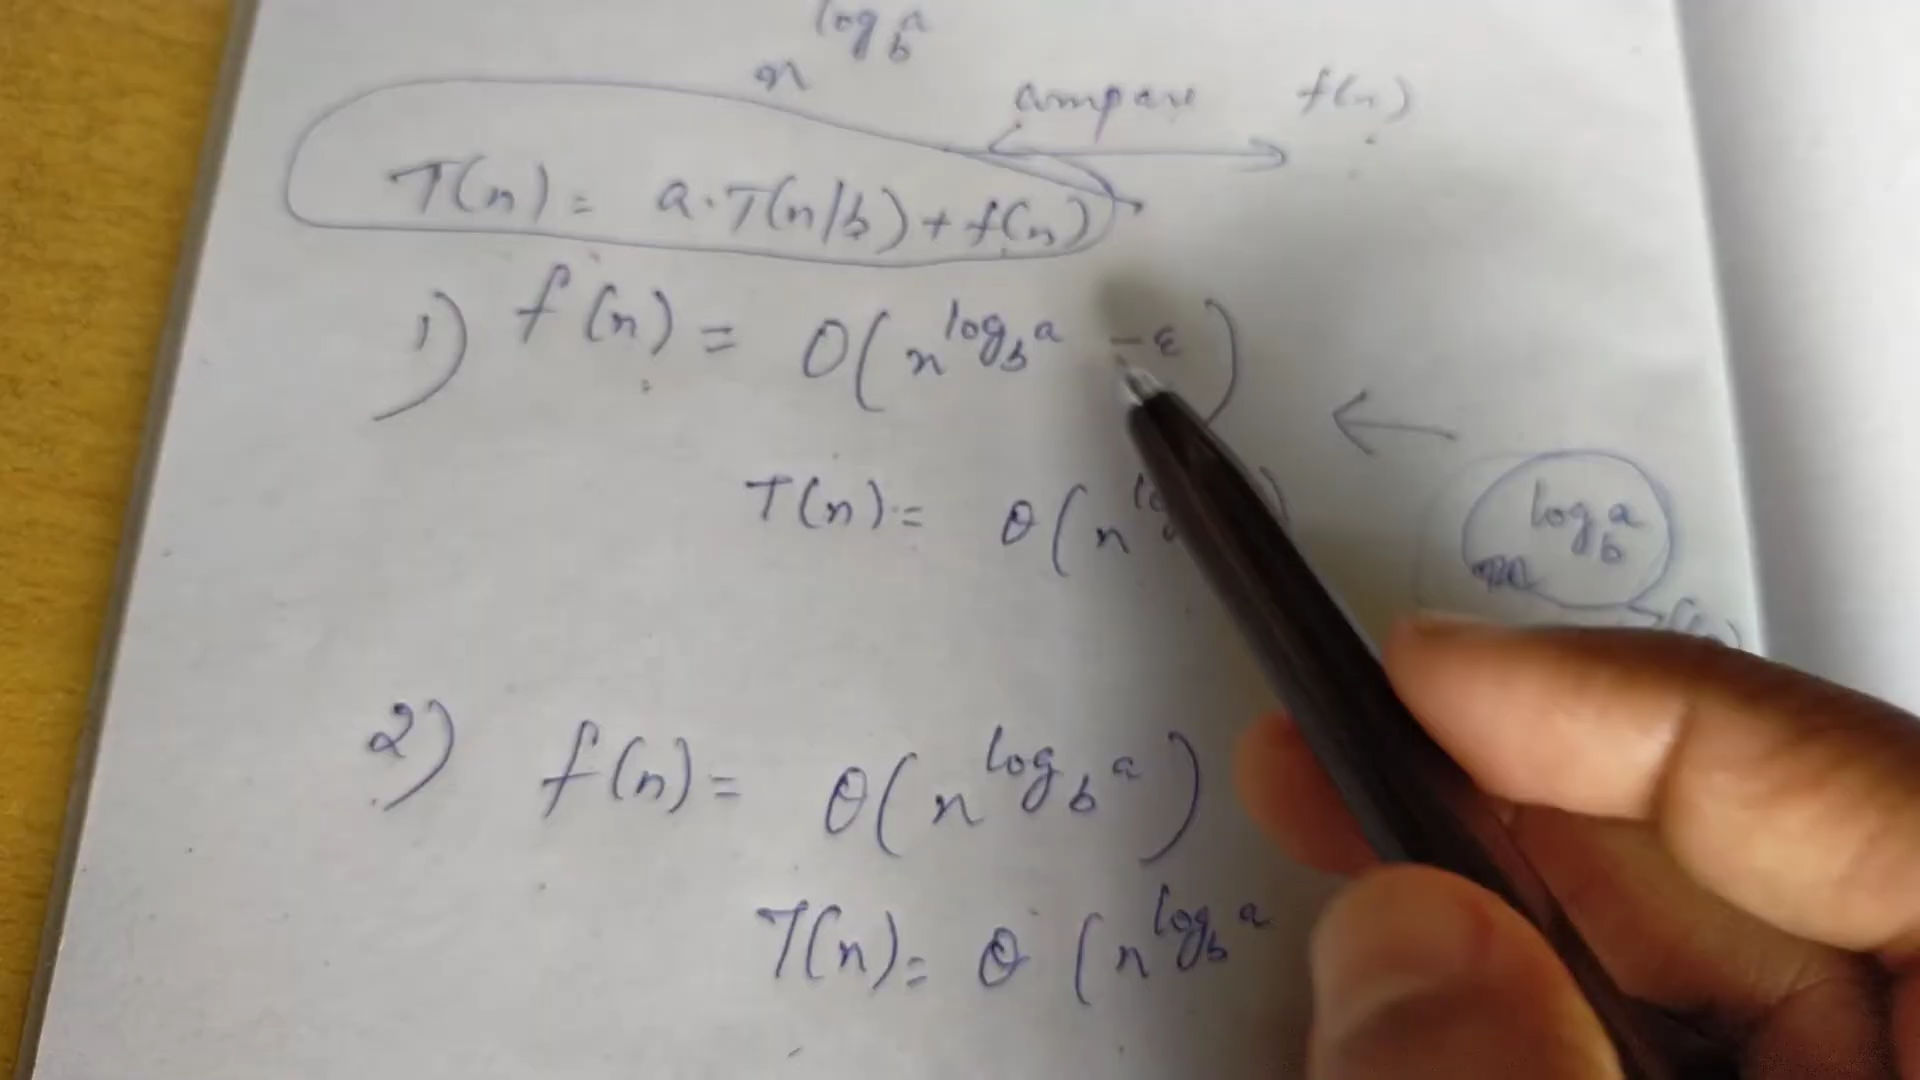 n^{log_b a} compare f(n)
T(n) = a·T(n/b) + f(n)
1) f(n) = O(n^{log_b a - ε})
T(n) = θ(n
log_b a
2) f(n) = θ(n^{log_b a})
T(n) = θ(n^{log_b a}